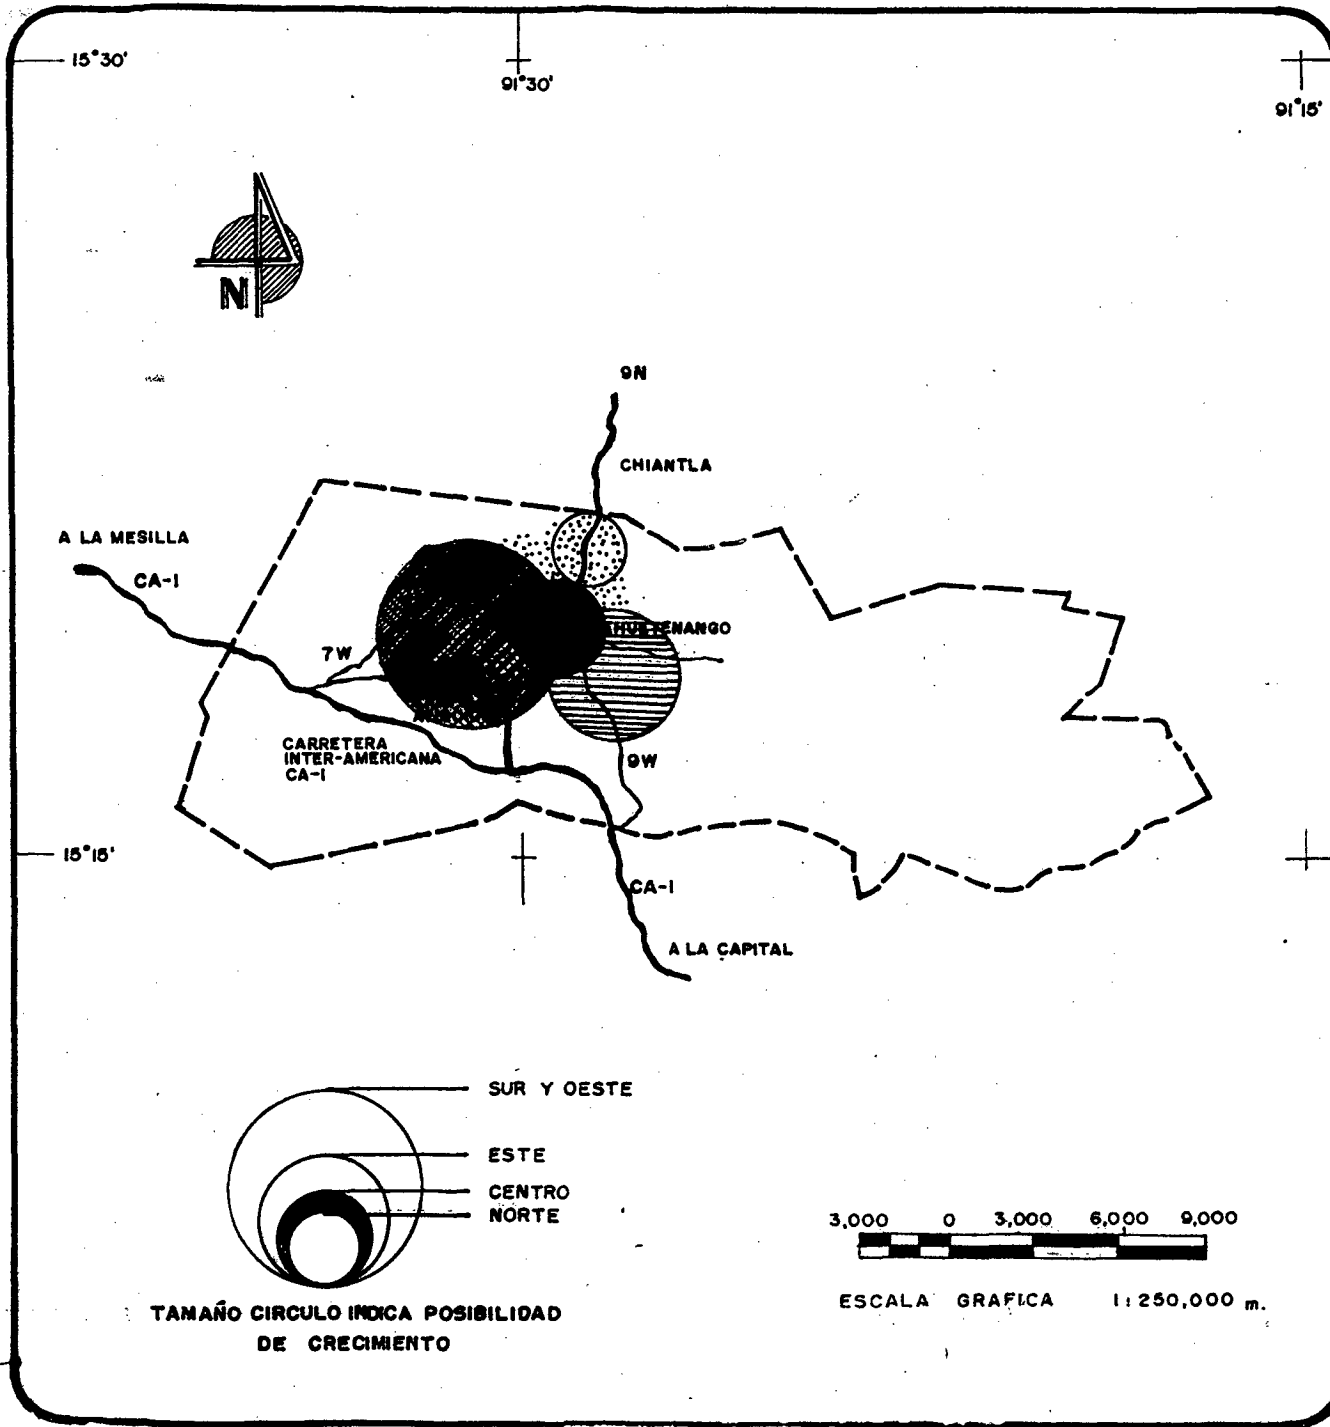 15°30'
91°30'
91°15'
N
9N
CHIANTLA
A LA MESILLA
CA-1
7W
CARRETERA
INTER-AMERICANA
CA-1
9W
15°15'
CA-1
A LA CAPITAL
SUR Y OESTE
ESTE
CENTRO
NORTE
TAMAÑO CIRCULO INDICA POSIBILIDAD
DE CRECIMIENTO
3,000 0 3,000 6,000 9,000
ESCALA GRAFICA 1:250,000 m.